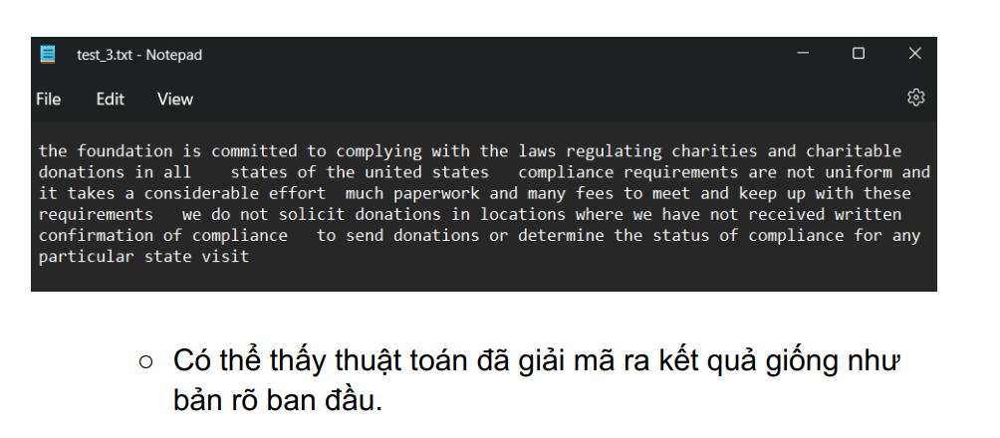 test_3.txt - Notepad
File Edit View
the foundation is committed to complying with the laws regulating charities and charitable
donations in all    states of the united states   compliance requirements are not uniform and
it takes a considerable effort  much paperwork and many fees to meet and keep up with these
requirements   we do not solicit donations in locations where we have not received written
confirmation of compliance   to send donations or determine the status of compliance for any
particular state visit
○ Có thể thấy thuật toán đã giải mã ra kết quả giống như
bản rõ ban đầu.